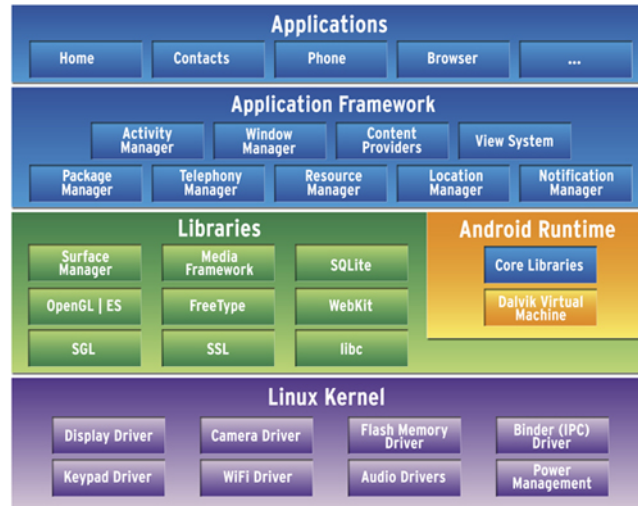 Applications
Home Contacts Phone Browser ...
Application Framework
Activity Manager Window Manager Content Providers View System
Package Manager Telephony Manager Resource Manager Location Manager Notification Manager
Libraries
Surface Manager Media Framework SQLite
OpenGL | ES FreeType WebKit
SGL SSL libc
Android Runtime
Core Libraries
Dalvik Virtual Machine
Linux Kernel
Display Driver Camera Driver Flash Memory Driver Binder (IPC) Driver
Keypad Driver WiFi Driver Audio Drivers Power Management